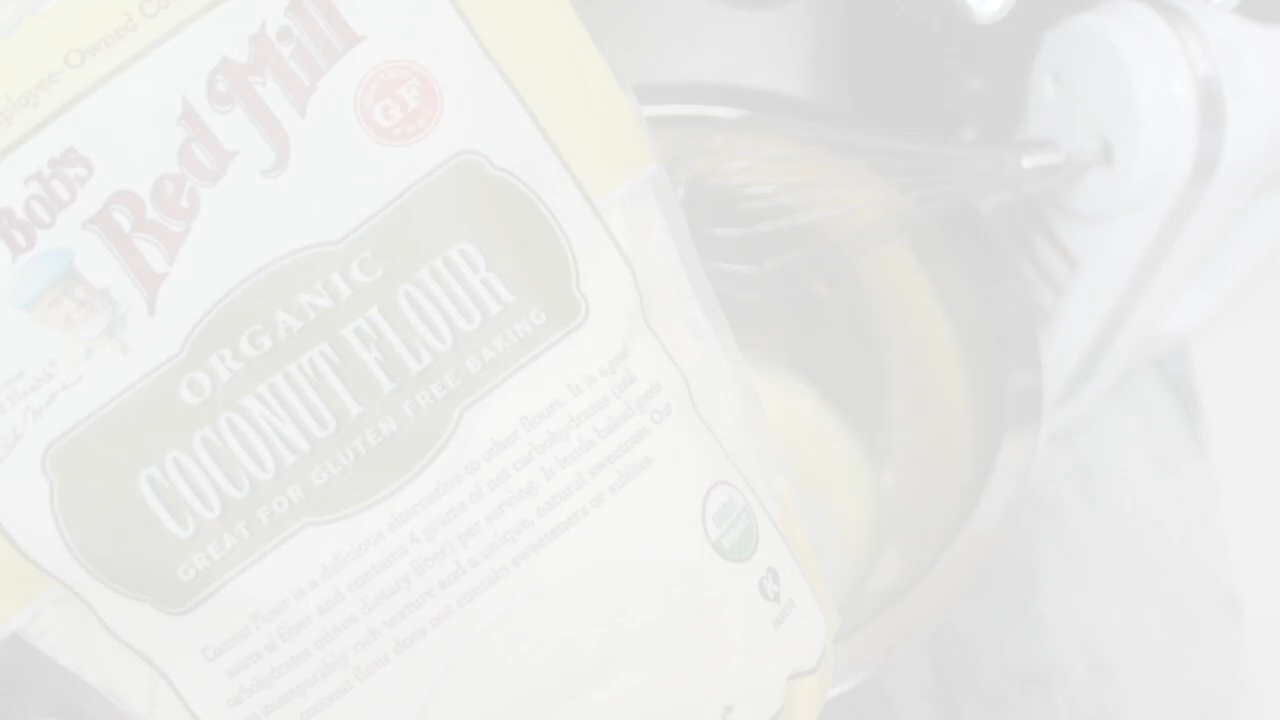 Employee-Owned
Bob's
Red Mill
GF
ORGANIC
COCONUT FLOUR
GREAT FOR GLUTEN FREE BAKING
Health"
Coconut Flour is a delicious alternative to other flours. It is a
source of fiber and contains 4 grams of net carbohydrates (total
carbohydrates minus dietary fiber) per serving. It lends baked goods
an incomparably rich texture and a unique, natural sweetness. Our
coconut flour does not contain sweeteners or sulfites.